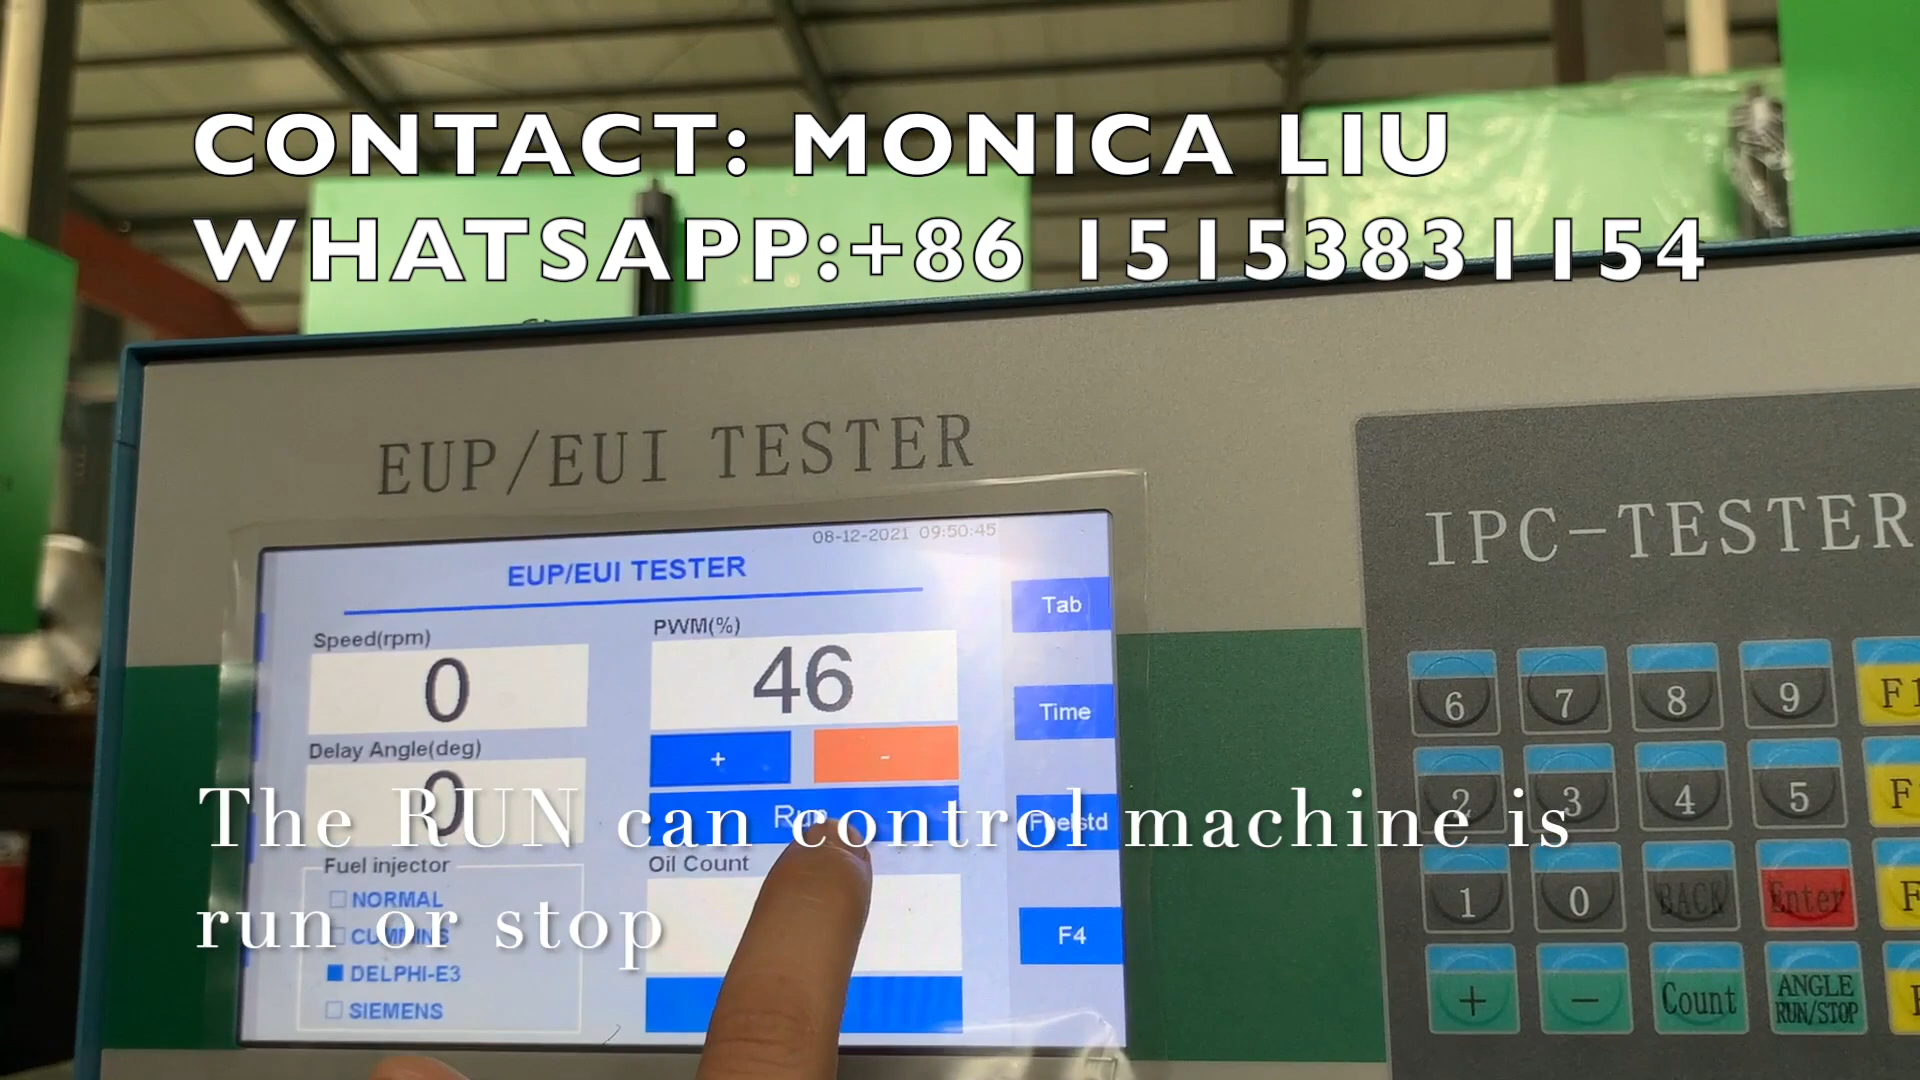 CONTACT: MONICA LIU
WHATSAPP:+86 15153831154
EUP/EUI TESTER
IPC-TESTER
08-12-2021 09:50:45
EUP/EUI TESTER
Speed(rpm)
0
PWM(%)
46
+
-
Delay Angle(deg)
0
Run
Oil Count
Fuel injector
NORMAL
CUMMINS
DELPHI-E3
SIEMENS
Tab
Time
Fuelstd
F4
The RUN can control machine is
run or stop
6 7 8 9 F1
2 3 4 5 F
1 0 BACK Enter F
+ - Count ANGLE
RUN/STOP